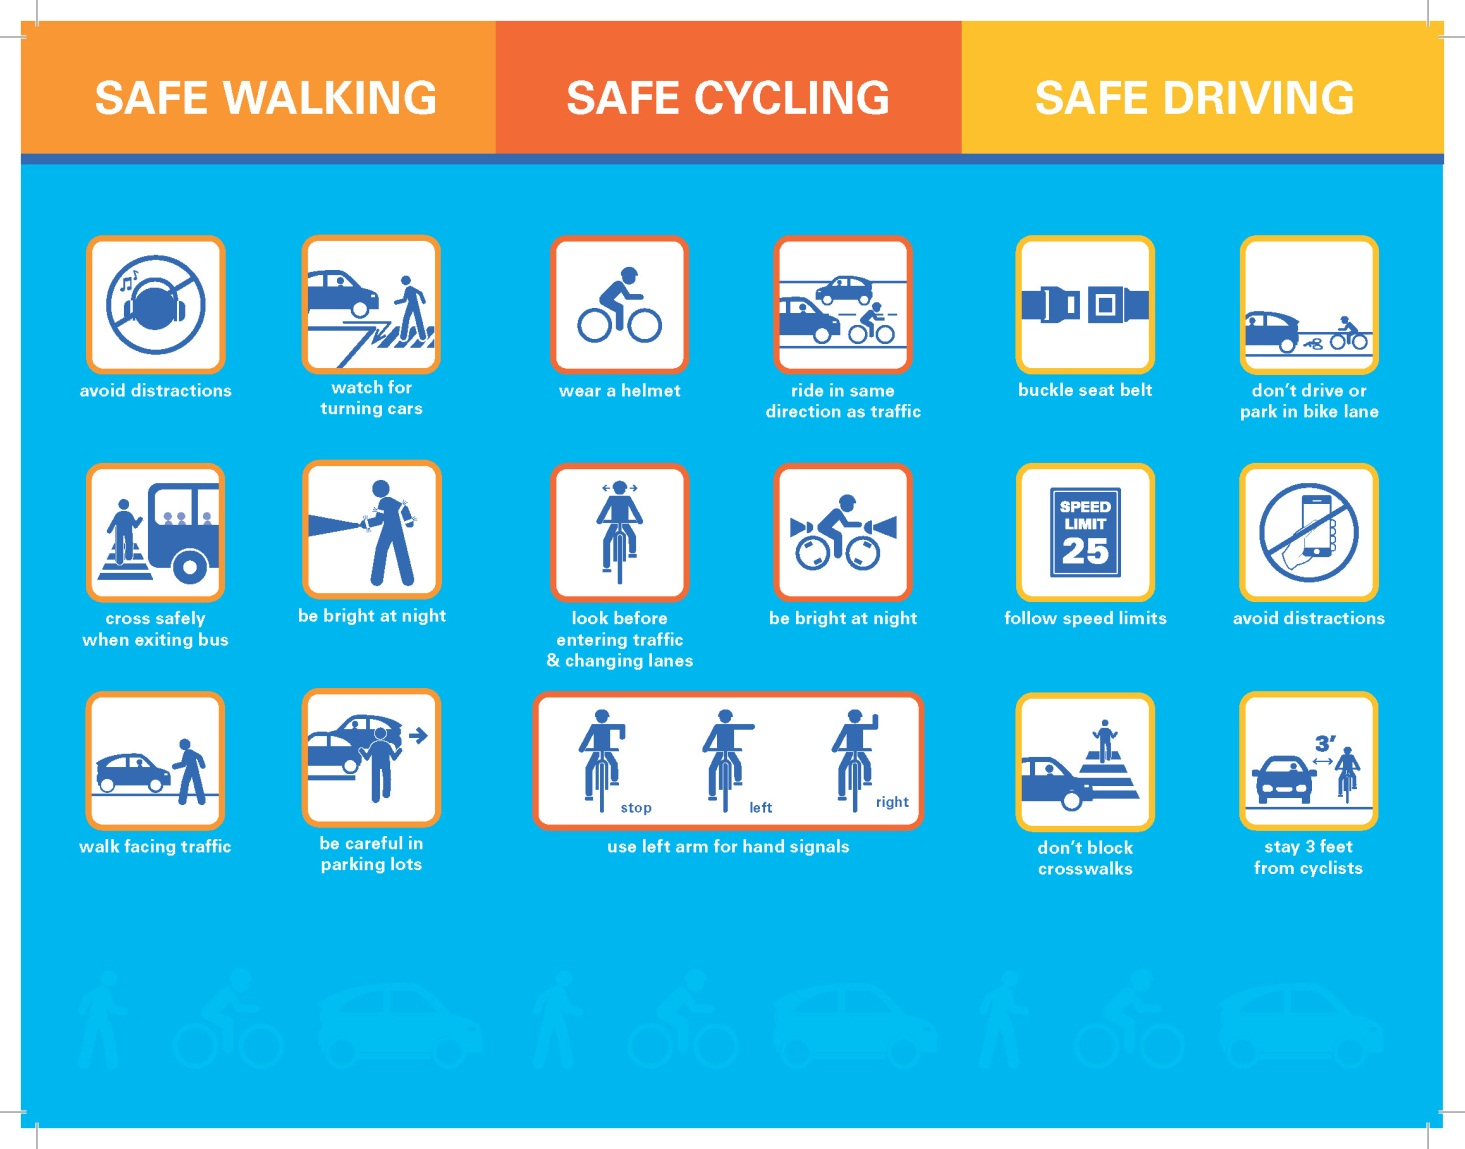 SAFE WALKING
SAFE CYCLING
SAFE DRIVING
avoid distractions
watch for
turning cars
wear a helmet
ride in same
direction as traffic
buckle seat belt
don't drive or
park in bike lane
cross safely
when exiting bus
be bright at night
look before
entering traffic
& changing lanes
be bright at night
SPEED
LIMIT
25
follow speed limits
avoid distractions
walk facing traffic
be careful in
parking lots
stop
left
right
use left arm for hand signals
don't block
crosswalks
3'
stay 3 feet
from cyclists